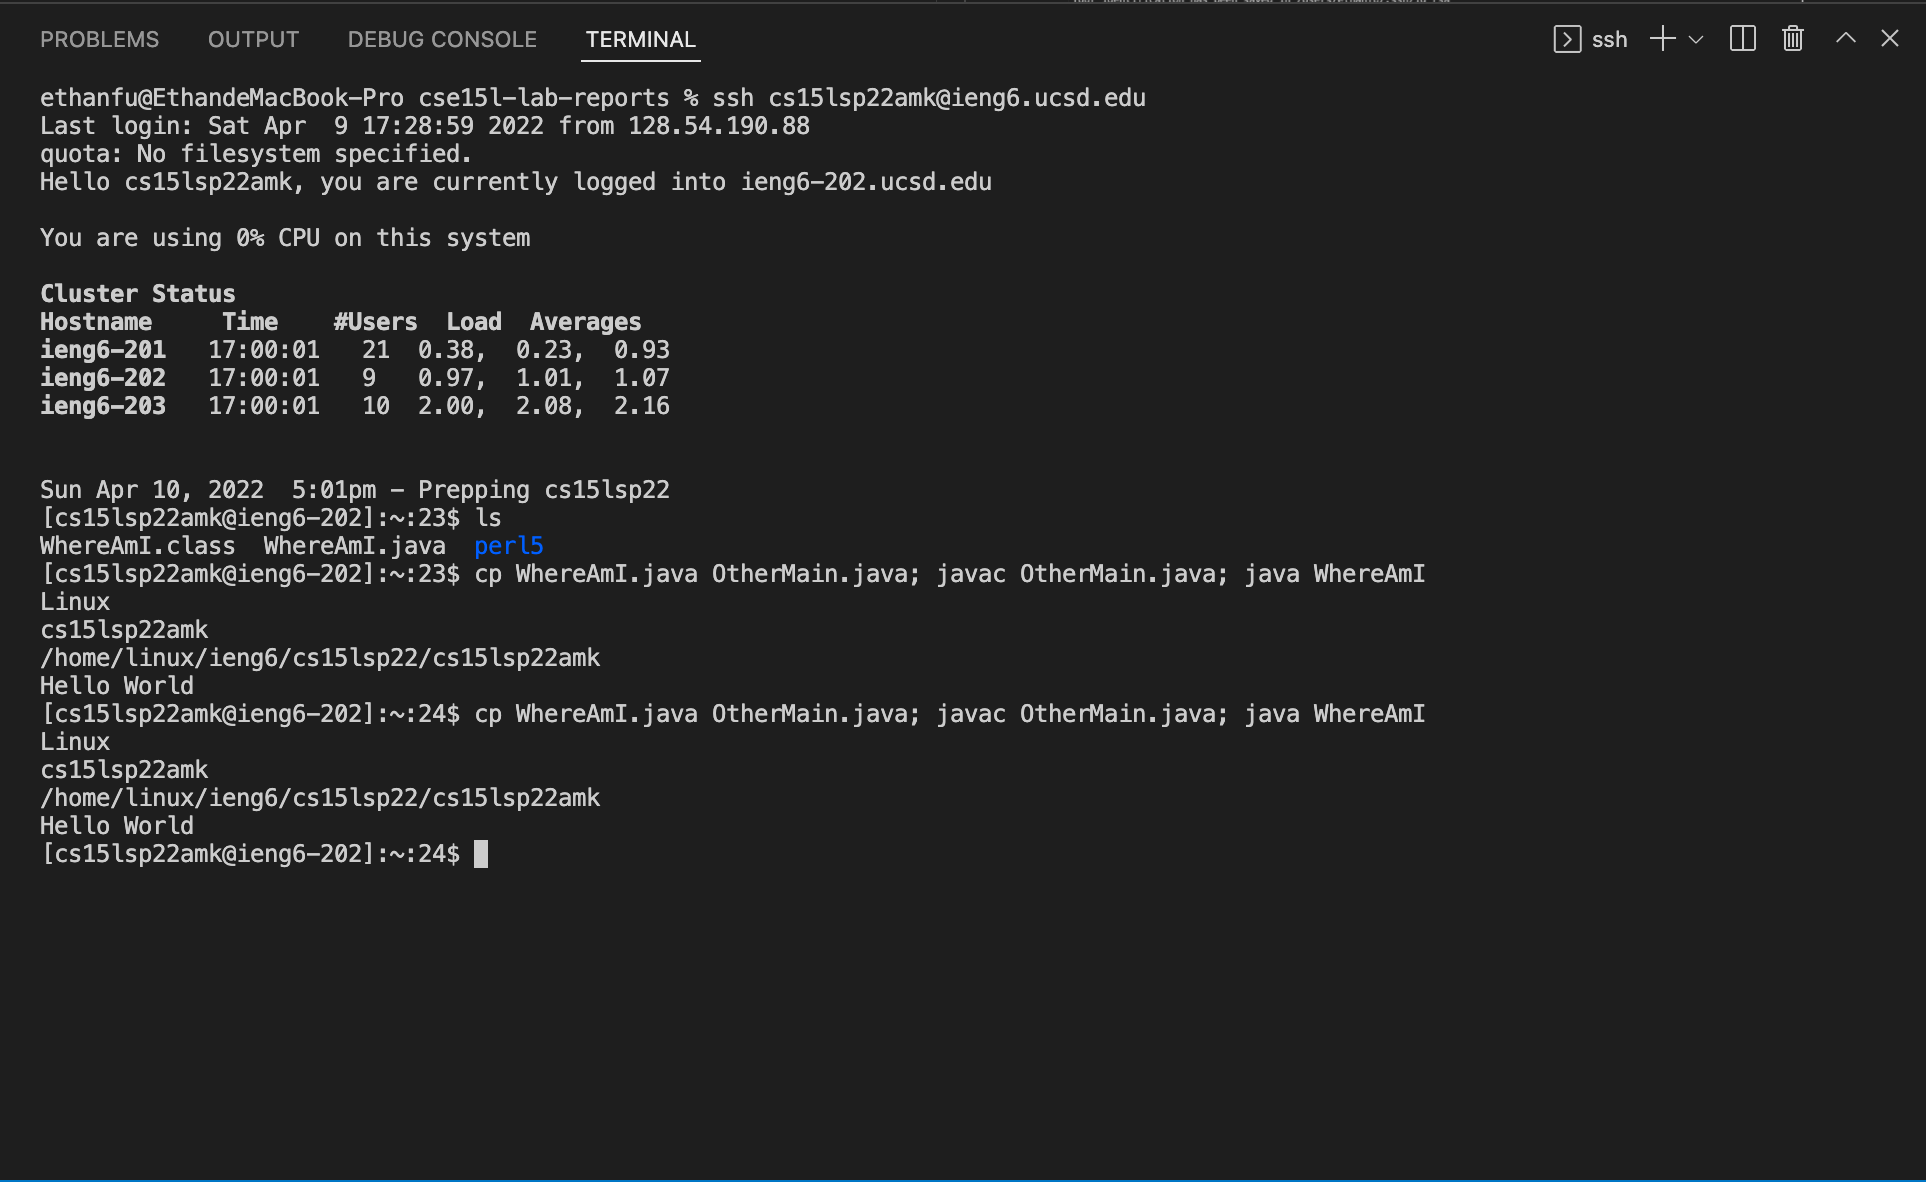 PROBLEMS OUTPUT DEBUG CONSOLE TERMINAL ssh
ethanfu@EthandeMacBook-Pro cse15l-lab-reports % ssh cs15lsp22amk@ieng6.ucsd.edu
Last login: Sat Apr  9 17:28:59 2022 from 128.54.190.88
quota: No filesystem specified.
Hello cs15lsp22amk, you are currently logged into ieng6-202.ucsd.edu
You are using 0% CPU on this system
Cluster Status
Hostname     Time    #Users  Load  Averages
ieng6-201   17:00:01   21  0.38,  0.23,  0.93
ieng6-202   17:00:01   9   0.97,  1.01,  1.07
ieng6-203   17:00:01   10  2.00,  2.08,  2.16
Sun Apr 10, 2022  5:01pm - Prepping cs15lsp22
[cs15lsp22amk@ieng6-202]:~:23$ ls
WhereAmI.class  WhereAmI.java  perl5
[cs15lsp22amk@ieng6-202]:~:23$ cp WhereAmI.java OtherMain.java; javac OtherMain.java; java WhereAmI
Linux
cs15lsp22amk
/home/linux/ieng6/cs15lsp22/cs15lsp22amk
Hello World
[cs15lsp22amk@ieng6-202]:~:24$ cp WhereAmI.java OtherMain.java; javac OtherMain.java; java WhereAmI
Linux
cs15lsp22amk
/home/linux/ieng6/cs15lsp22/cs15lsp22amk
Hello World
[cs15lsp22amk@ieng6-202]:~:24$